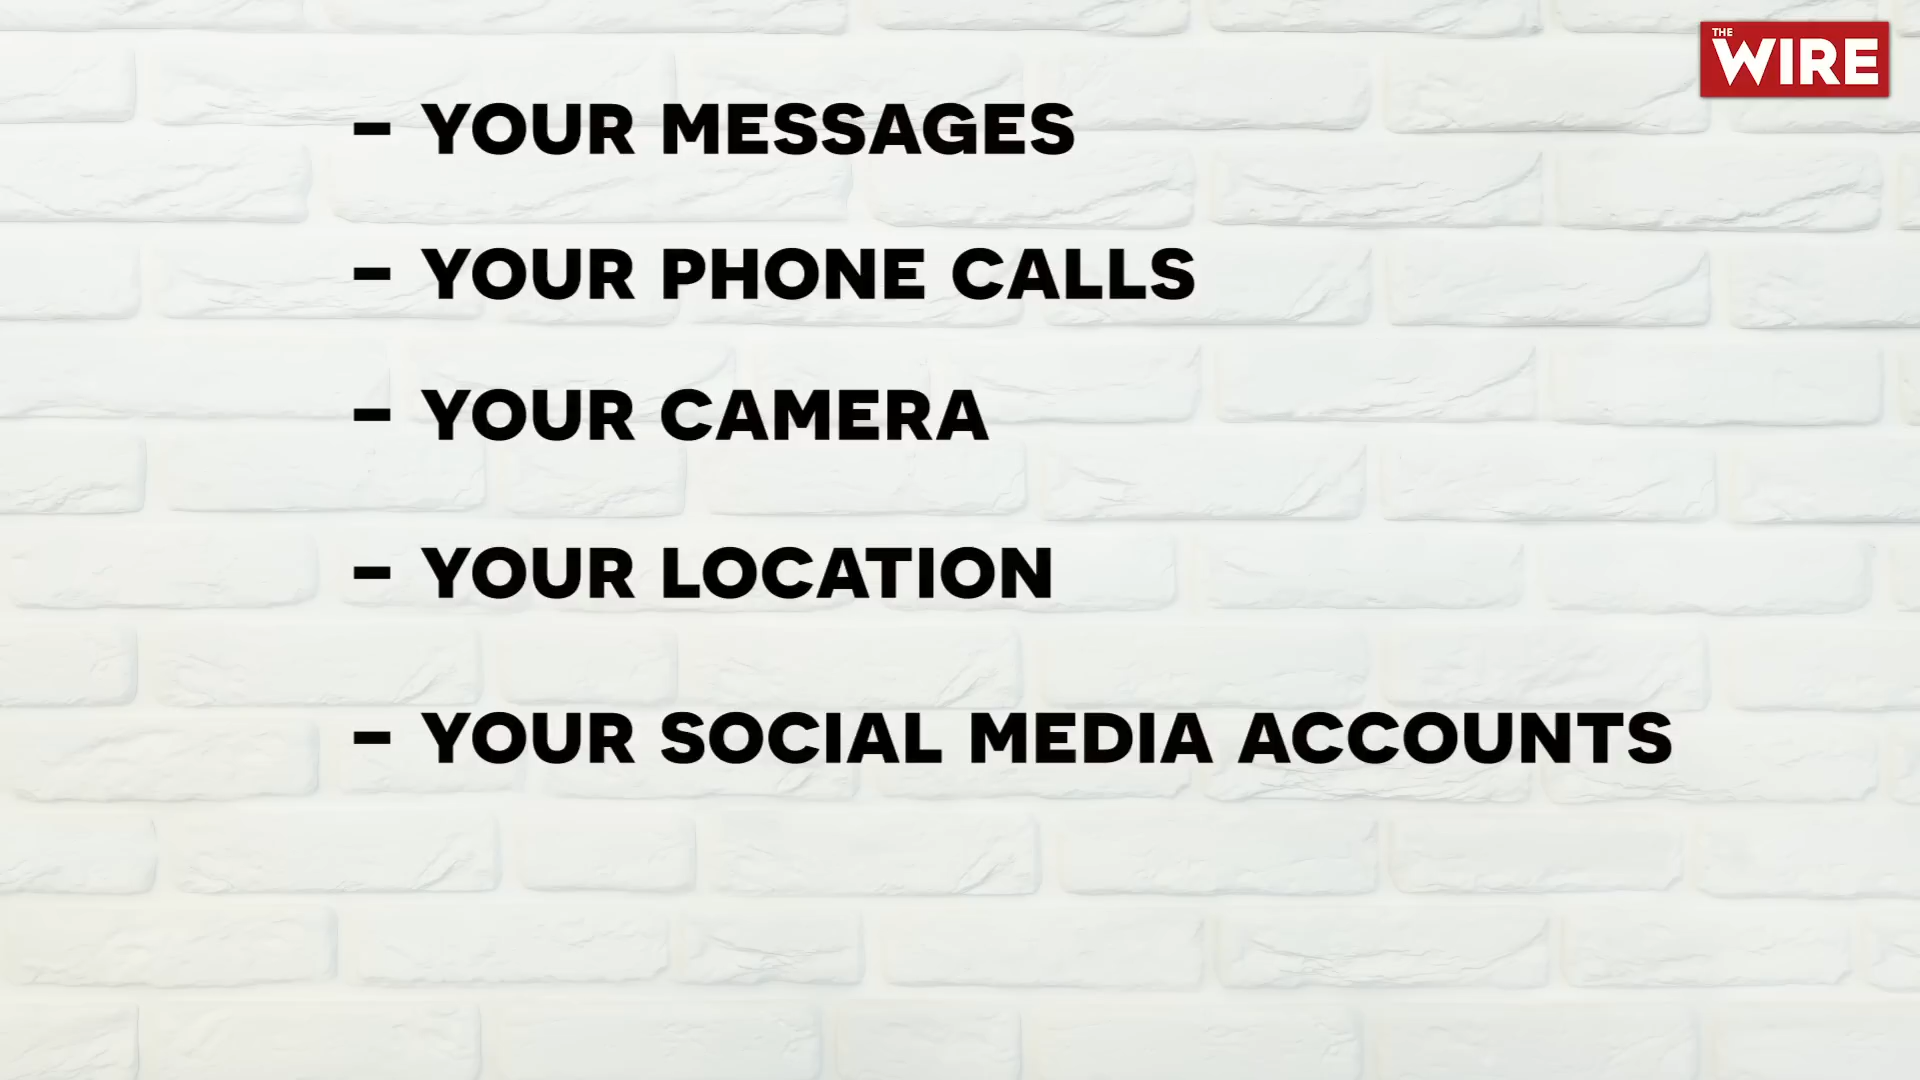 THE
WIRE
- YOUR MESSAGES
- YOUR PHONE CALLS
- YOUR CAMERA
- YOUR LOCATION
- YOUR SOCIAL MEDIA ACCOUNTS